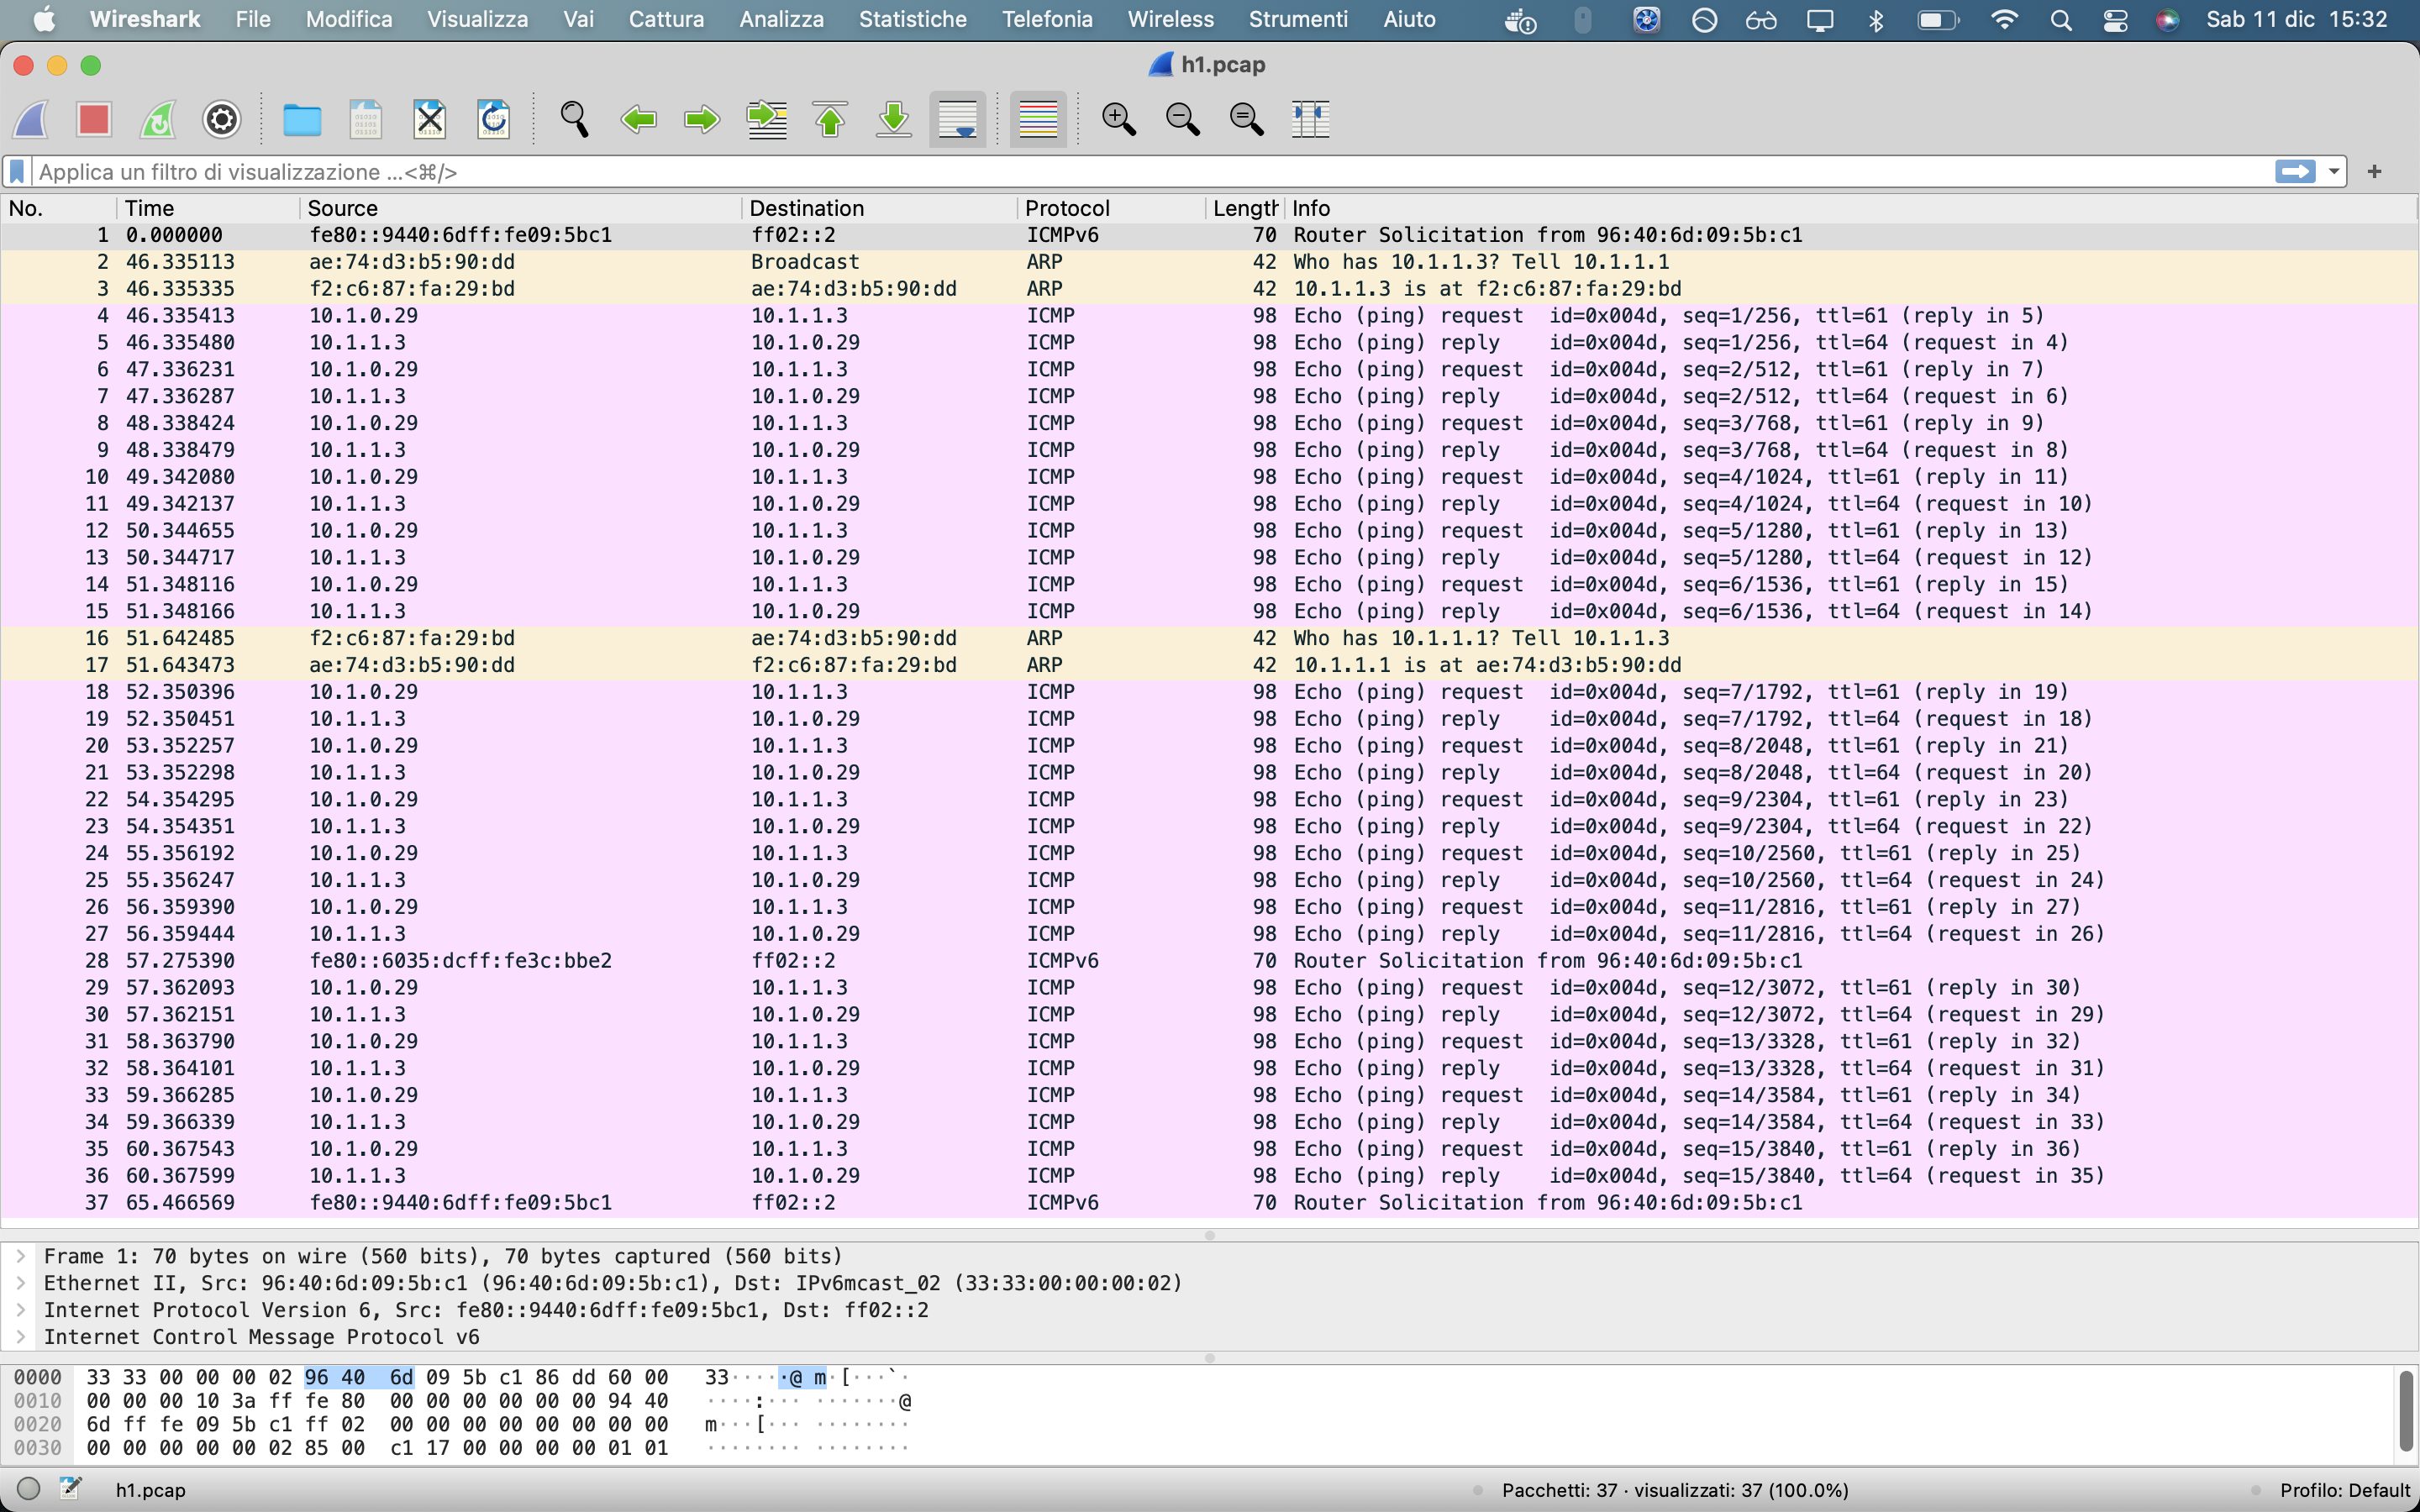 Wireshark File Modifica Visualizza Vai Cattura Analizza Statistiche Telefonia Wireless Strumenti Aiuto Sab 11 dic 15:32
h1.pcap
Applica un filtro di visualizzazione ...<⌘/>
No. Time Source Destination Protocol Length Info
1 0.000000 fe80::9440:6dff:fe09:5bc1 ff02::2 ICMPv6 70 Router Solicitation from 96:40:6d:09:5b:c1
2 46.335113 ae:74:d3:b5:90:dd Broadcast ARP 42 Who has 10.1.1.3? Tell 10.1.1.1
3 46.335335 f2:c6:87:fa:29:bd ae:74:d3:b5:90:dd ARP 42 10.1.1.3 is at f2:c6:87:fa:29:bd
4 46.335413 10.1.0.29 10.1.1.3 ICMP 98 Echo (ping) request id=0x004d, seq=1/256, ttl=61 (reply in 5)
5 46.335480 10.1.1.3 10.1.0.29 ICMP 98 Echo (ping) reply id=0x004d, seq=1/256, ttl=64 (request in 4)
6 47.336231 10.1.0.29 10.1.1.3 ICMP 98 Echo (ping) request id=0x004d, seq=2/512, ttl=61 (reply in 7)
7 47.336287 10.1.1.3 10.1.0.29 ICMP 98 Echo (ping) reply id=0x004d, seq=2/512, ttl=64 (request in 6)
8 48.338424 10.1.0.29 10.1.1.3 ICMP 98 Echo (ping) request id=0x004d, seq=3/768, ttl=61 (reply in 9)
9 48.338479 10.1.1.3 10.1.0.29 ICMP 98 Echo (ping) reply id=0x004d, seq=3/768, ttl=64 (request in 8)
10 49.342080 10.1.0.29 10.1.1.3 ICMP 98 Echo (ping) request id=0x004d, seq=4/1024, ttl=61 (reply in 11)
11 49.342137 10.1.1.3 10.1.0.29 ICMP 98 Echo (ping) reply id=0x004d, seq=4/1024, ttl=64 (request in 10)
12 50.344655 10.1.0.29 10.1.1.3 ICMP 98 Echo (ping) request id=0x004d, seq=5/1280, ttl=61 (reply in 13)
13 50.344717 10.1.1.3 10.1.0.29 ICMP 98 Echo (ping) reply id=0x004d, seq=5/1280, ttl=64 (request in 12)
14 51.348116 10.1.0.29 10.1.1.3 ICMP 98 Echo (ping) request id=0x004d, seq=6/1536, ttl=61 (reply in 15)
15 51.348166 10.1.1.3 10.1.0.29 ICMP 98 Echo (ping) reply id=0x004d, seq=6/1536, ttl=64 (request in 14)
16 51.642485 f2:c6:87:fa:29:bd ae:74:d3:b5:90:dd ARP 42 Who has 10.1.1.1? Tell 10.1.1.3
17 51.643473 ae:74:d3:b5:90:dd f2:c6:87:fa:29:bd ARP 42 10.1.1.1 is at ae:74:d3:b5:90:dd
18 52.350396 10.1.0.29 10.1.1.3 ICMP 98 Echo (ping) request id=0x004d, seq=7/1792, ttl=61 (reply in 19)
19 52.350451 10.1.1.3 10.1.0.29 ICMP 98 Echo (ping) reply id=0x004d, seq=7/1792, ttl=64 (request in 18)
20 53.352257 10.1.0.29 10.1.1.3 ICMP 98 Echo (ping) request id=0x004d, seq=8/2048, ttl=61 (reply in 21)
21 53.352298 10.1.1.3 10.1.0.29 ICMP 98 Echo (ping) reply id=0x004d, seq=8/2048, ttl=64 (request in 20)
22 54.354295 10.1.0.29 10.1.1.3 ICMP 98 Echo (ping) request id=0x004d, seq=9/2304, ttl=61 (reply in 23)
23 54.354351 10.1.1.3 10.1.0.29 ICMP 98 Echo (ping) reply id=0x004d, seq=9/2304, ttl=64 (request in 22)
24 55.356192 10.1.0.29 10.1.1.3 ICMP 98 Echo (ping) request id=0x004d, seq=10/2560, ttl=61 (reply in 25)
25 55.356247 10.1.1.3 10.1.0.29 ICMP 98 Echo (ping) reply id=0x004d, seq=10/2560, ttl=64 (request in 24)
26 56.359390 10.1.0.29 10.1.1.3 ICMP 98 Echo (ping) request id=0x004d, seq=11/2816, ttl=61 (reply in 27)
27 56.359444 10.1.1.3 10.1.0.29 ICMP 98 Echo (ping) reply id=0x004d, seq=11/2816, ttl=64 (request in 26)
28 57.275390 fe80::6035:dcff:fe3c:bbe2 ff02::2 ICMPv6 70 Router Solicitation from 96:40:6d:09:5b:c1
29 57.362093 10.1.0.29 10.1.1.3 ICMP 98 Echo (ping) request id=0x004d, seq=12/3072, ttl=61 (reply in 30)
30 57.362151 10.1.1.3 10.1.0.29 ICMP 98 Echo (ping) reply id=0x004d, seq=12/3072, ttl=64 (request in 29)
31 58.363790 10.1.0.29 10.1.1.3 ICMP 98 Echo (ping) request id=0x004d, seq=13/3328, ttl=61 (reply in 32)
32 58.364101 10.1.1.3 10.1.0.29 ICMP 98 Echo (ping) reply id=0x004d, seq=13/3328, ttl=64 (request in 31)
33 59.366285 10.1.0.29 10.1.1.3 ICMP 98 Echo (ping) request id=0x004d, seq=14/3584, ttl=61 (reply in 34)
34 59.366339 10.1.1.3 10.1.0.29 ICMP 98 Echo (ping) reply id=0x004d, seq=14/3584, ttl=64 (request in 33)
35 60.367543 10.1.0.29 10.1.1.3 ICMP 98 Echo (ping) request id=0x004d, seq=15/3840, ttl=61 (reply in 36)
36 60.367599 10.1.1.3 10.1.0.29 ICMP 98 Echo (ping) reply id=0x004d, seq=15/3840, ttl=64 (request in 35)
37 65.466569 fe80::9440:6dff:fe09:5bc1 ff02::2 ICMPv6 70 Router Solicitation from 96:40:6d:09:5b:c1
Frame 1: 70 bytes on wire (560 bits), 70 bytes captured (560 bits)
Ethernet II, Src: 96:40:6d:09:5b:c1 (96:40:6d:09:5b:c1), Dst: IPv6mcast_02 (33:33:00:00:00:02)
Internet Protocol Version 6, Src: fe80::9440:6dff:fe09:5bc1, Dst: ff02::2
Internet Control Message Protocol v6
0000 33 33 00 00 00 02 96 40 6d 09 5b c1 86 dd 60 00 33·····@ m·[···`·
0010 00 00 00 10 3a ff fe 80 00 00 00 00 00 00 94 40 ····:··· ·······@
0020 6d ff fe 09 5b c1 ff 02 00 00 00 00 00 00 00 00 m···[··· ········
0030 00 00 00 00 00 02 85 00 c1 17 00 00 00 00 01 01 ········ ········
h1.pcap Pacchetti: 37 · visualizzati: 37 (100.0%) Profilo: Default